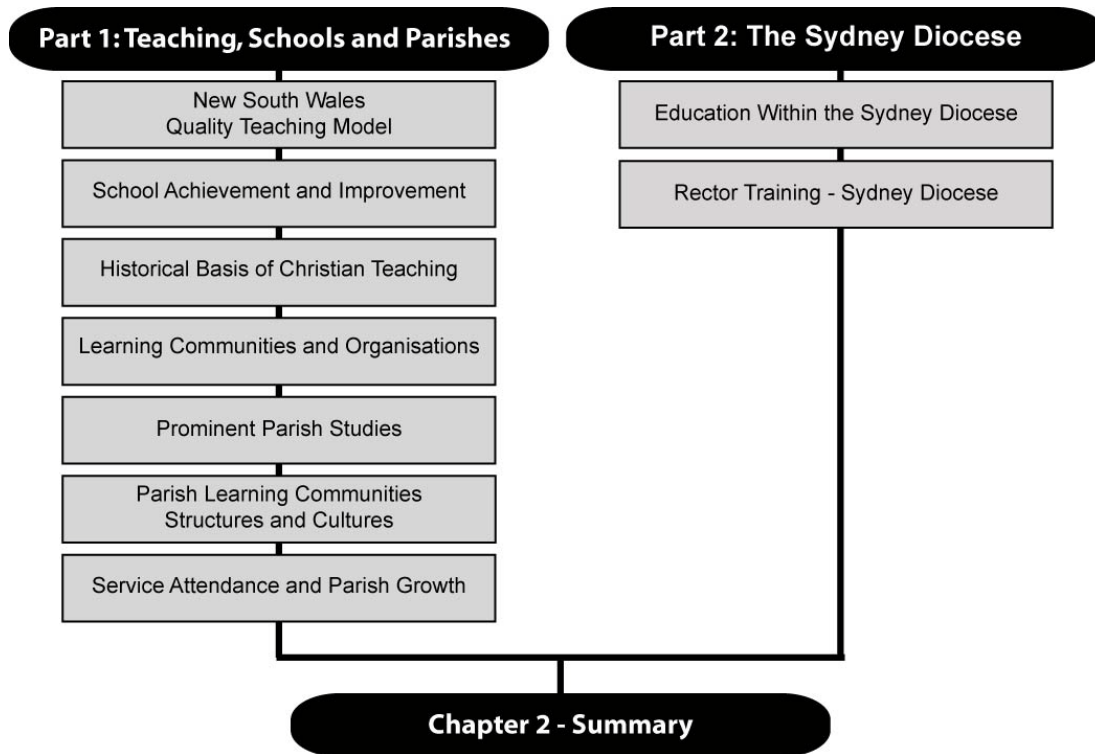 Part 1: Teaching, Schools and Parishes
New South Wales
Quality Teaching Model
School Achievement and Improvement
Historical Basis of Christian Teaching
Learning Communities and Organisations
Prominent Parish Studies
Parish Learning Communities
Structures and Cultures
Service Attendance and Parish Growth
Part 2: The Sydney Diocese
Education Within the Sydney Diocese
Rector Training - Sydney Diocese
Chapter 2 - Summary